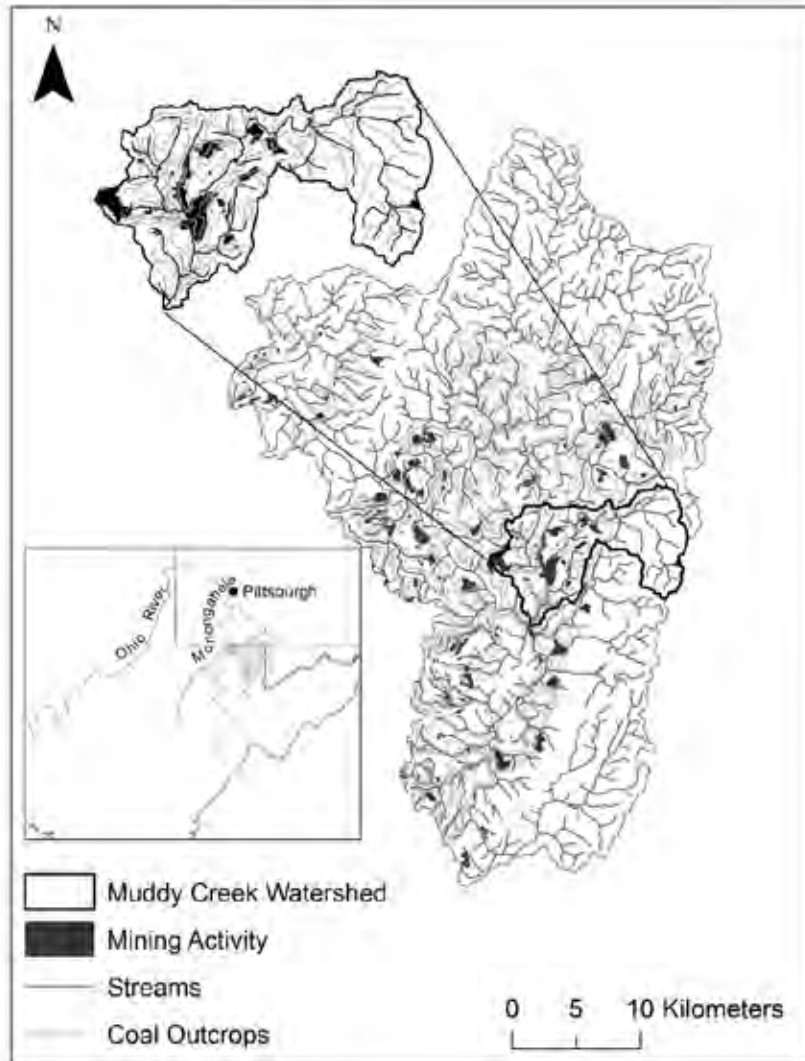 N
Ohio River
Monongahela
Pittsburgh
Muddy Creek Watershed
Mining Activity
Streams
Coal Outcrops
0 5 10 Kilometers